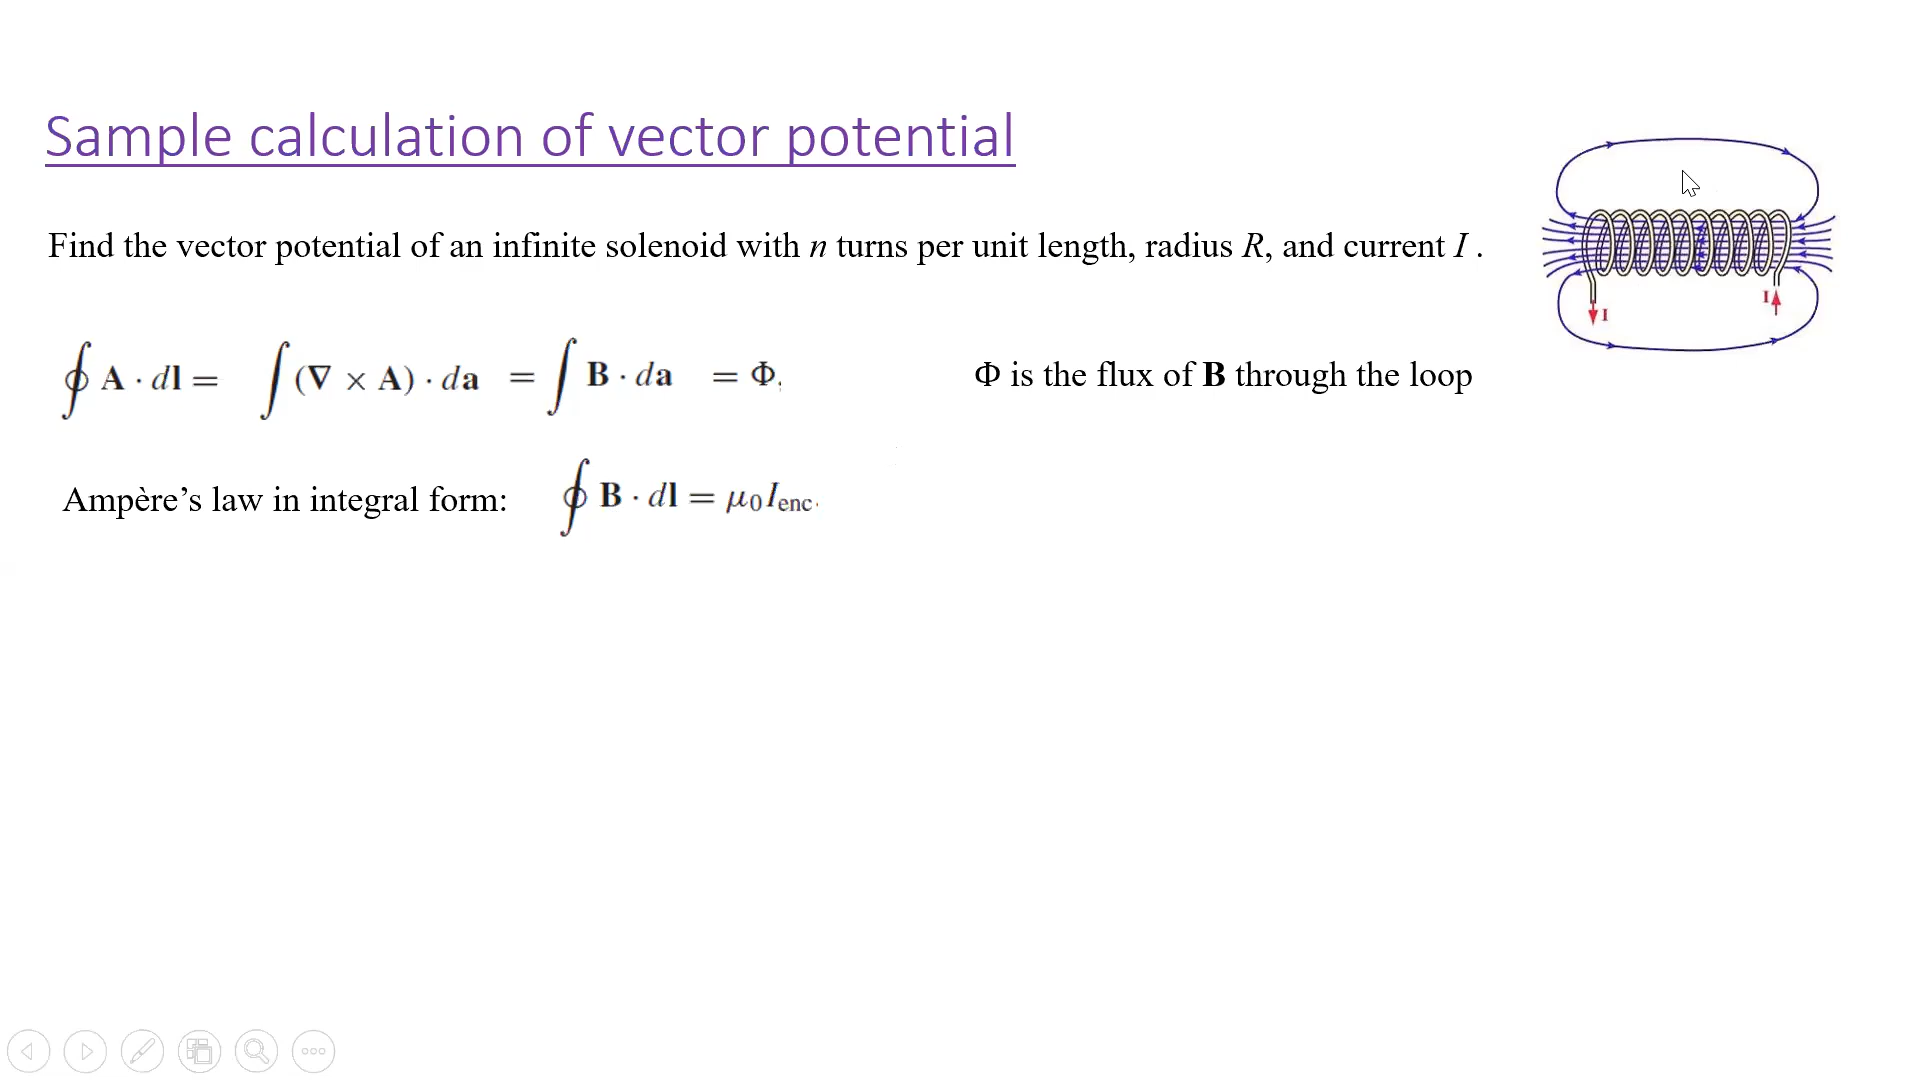 Sample calculation of vector potential
Find the vector potential of an infinite solenoid with n turns per unit length, radius R, and current I .
I
I
∮ A · dl = ∫ (∇ × A) · da = ∫ B · da = Φ,
Φ is the flux of B through the loop
Ampère’s law in integral form: ∮ B · dl = μ₀I_enc.